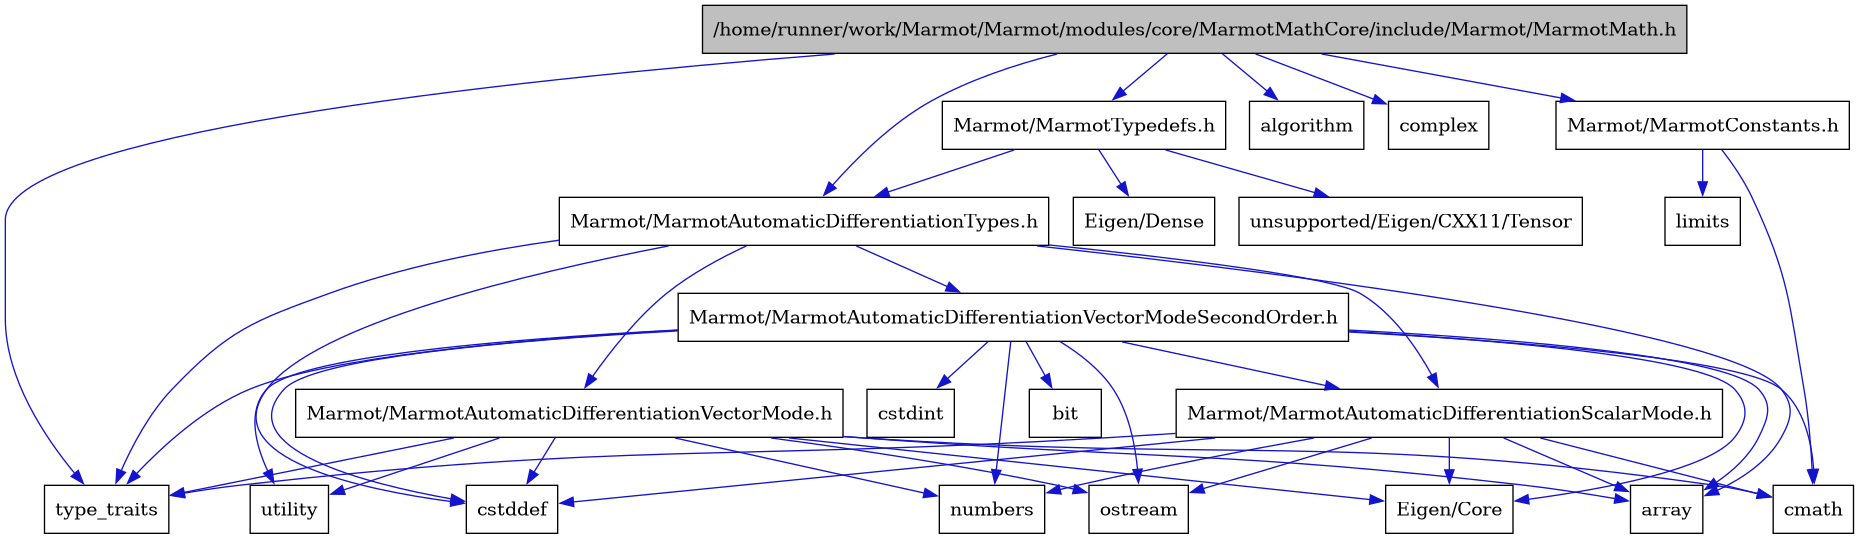 /home/runner/work/Marmot/Marmot/modules/core/MarmotMathCore/include/Marmot/MarmotMath.h
Marmot/MarmotTypedefs.h
algorithm
complex
Marmot/MarmotConstants.h
Marmot/MarmotAutomaticDifferentiationTypes.h
Eigen/Dense
unsupported/Eigen/CXX11/Tensor
limits
Marmot/MarmotAutomaticDifferentiationVectorModeSecondOrder.h
Marmot/MarmotAutomaticDifferentiationVectorMode.h
cstdint
bit
Marmot/MarmotAutomaticDifferentiationScalarMode.h
type_traits
utility
cstddef
numbers
ostream
Eigen/Core
array
cmath